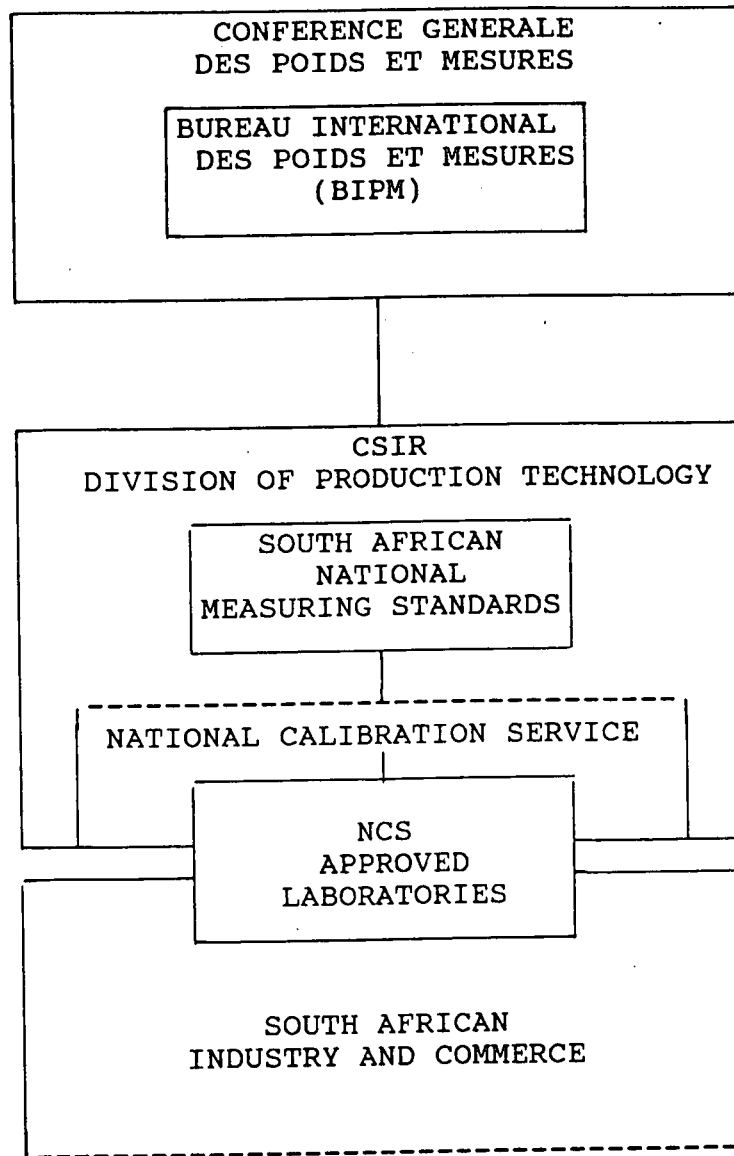 CONFERENCE GENERALE
DES POIDS ET MESURES
BUREAU INTERNATIONAL
DES POIDS ET MESURES
(BIPM)
CSIR
DIVISION OF PRODUCTION TECHNOLOGY
SOUTH AFRICAN
NATIONAL
MEASURING STANDARDS
NATIONAL CALIBRATION SERVICE
NCS
APPROVED
LABORATORIES
SOUTH AFRICAN
INDUSTRY AND COMMERCE